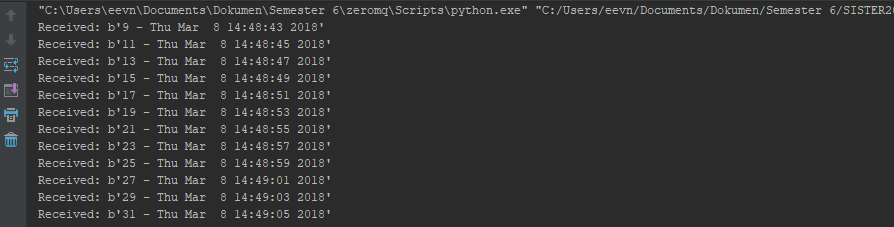 "C:\Users\eevn\Documents\Dokumen\Semester 6\zeromq\Scripts\python.exe" "C:/Users/eevn/Documents/Dokumen/Semester 6/SISTER20
Received: b'9 - Thu Mar  8 14:48:43 2018'
Received: b'11 - Thu Mar  8 14:48:45 2018'
Received: b'13 - Thu Mar  8 14:48:47 2018'
Received: b'15 - Thu Mar  8 14:48:49 2018'
Received: b'17 - Thu Mar  8 14:48:51 2018'
Received: b'19 - Thu Mar  8 14:48:53 2018'
Received: b'21 - Thu Mar  8 14:48:55 2018'
Received: b'23 - Thu Mar  8 14:48:57 2018'
Received: b'25 - Thu Mar  8 14:48:59 2018'
Received: b'27 - Thu Mar  8 14:49:01 2018'
Received: b'29 - Thu Mar  8 14:49:03 2018'
Received: b'31 - Thu Mar  8 14:49:05 2018'